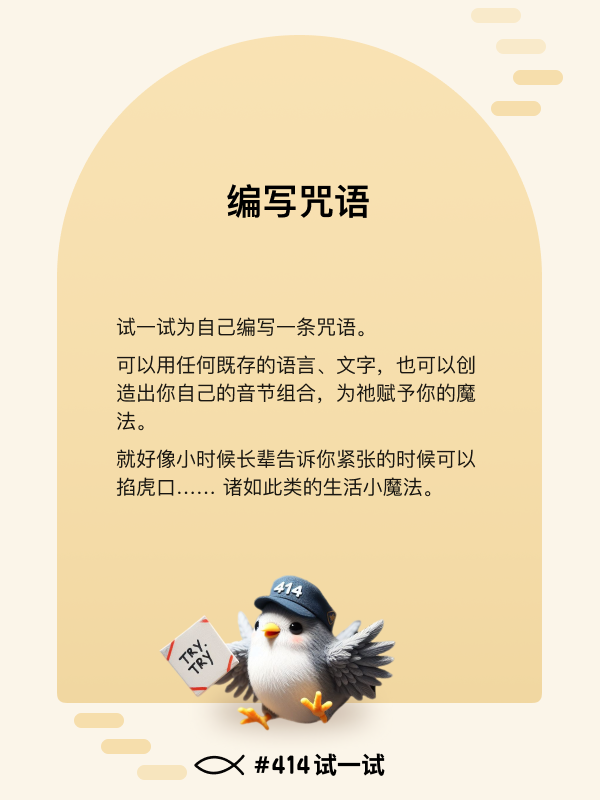 编写咒语
试一试为自己编写一条咒语。
可以用任何既存的语言、文字，也可以创
造出你自己的音节组合，为祂赋予你的魔
法。
就好像小时候长辈告诉你紧张的时候可以
掐虎口…… 诸如此类的生活小魔法。
414
TRY.
TRY
#414试一试